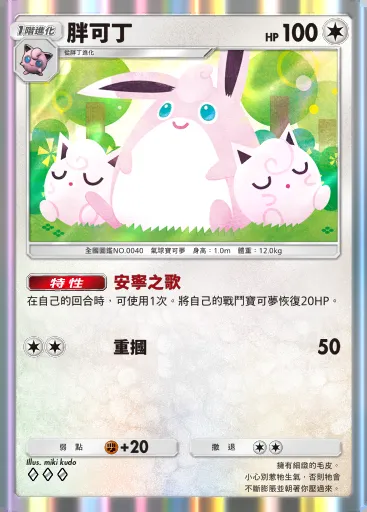 1階進化 胖可丁 HP 100
從胖丁進化
全國圖鑑NO.0040 氣球寶可夢 身高：1.0m 體重：12.0kg
特性 安寧之歌
在自己的回合時，可使用1次。將自己的戰鬥寶可夢恢復20HP。
重摑 50
弱點 +20 撤退
Illus. miki kudo
擁有細緻的毛皮。
小心別惹牠生氣，否則牠會
不斷膨脹並朝著你壓過來。